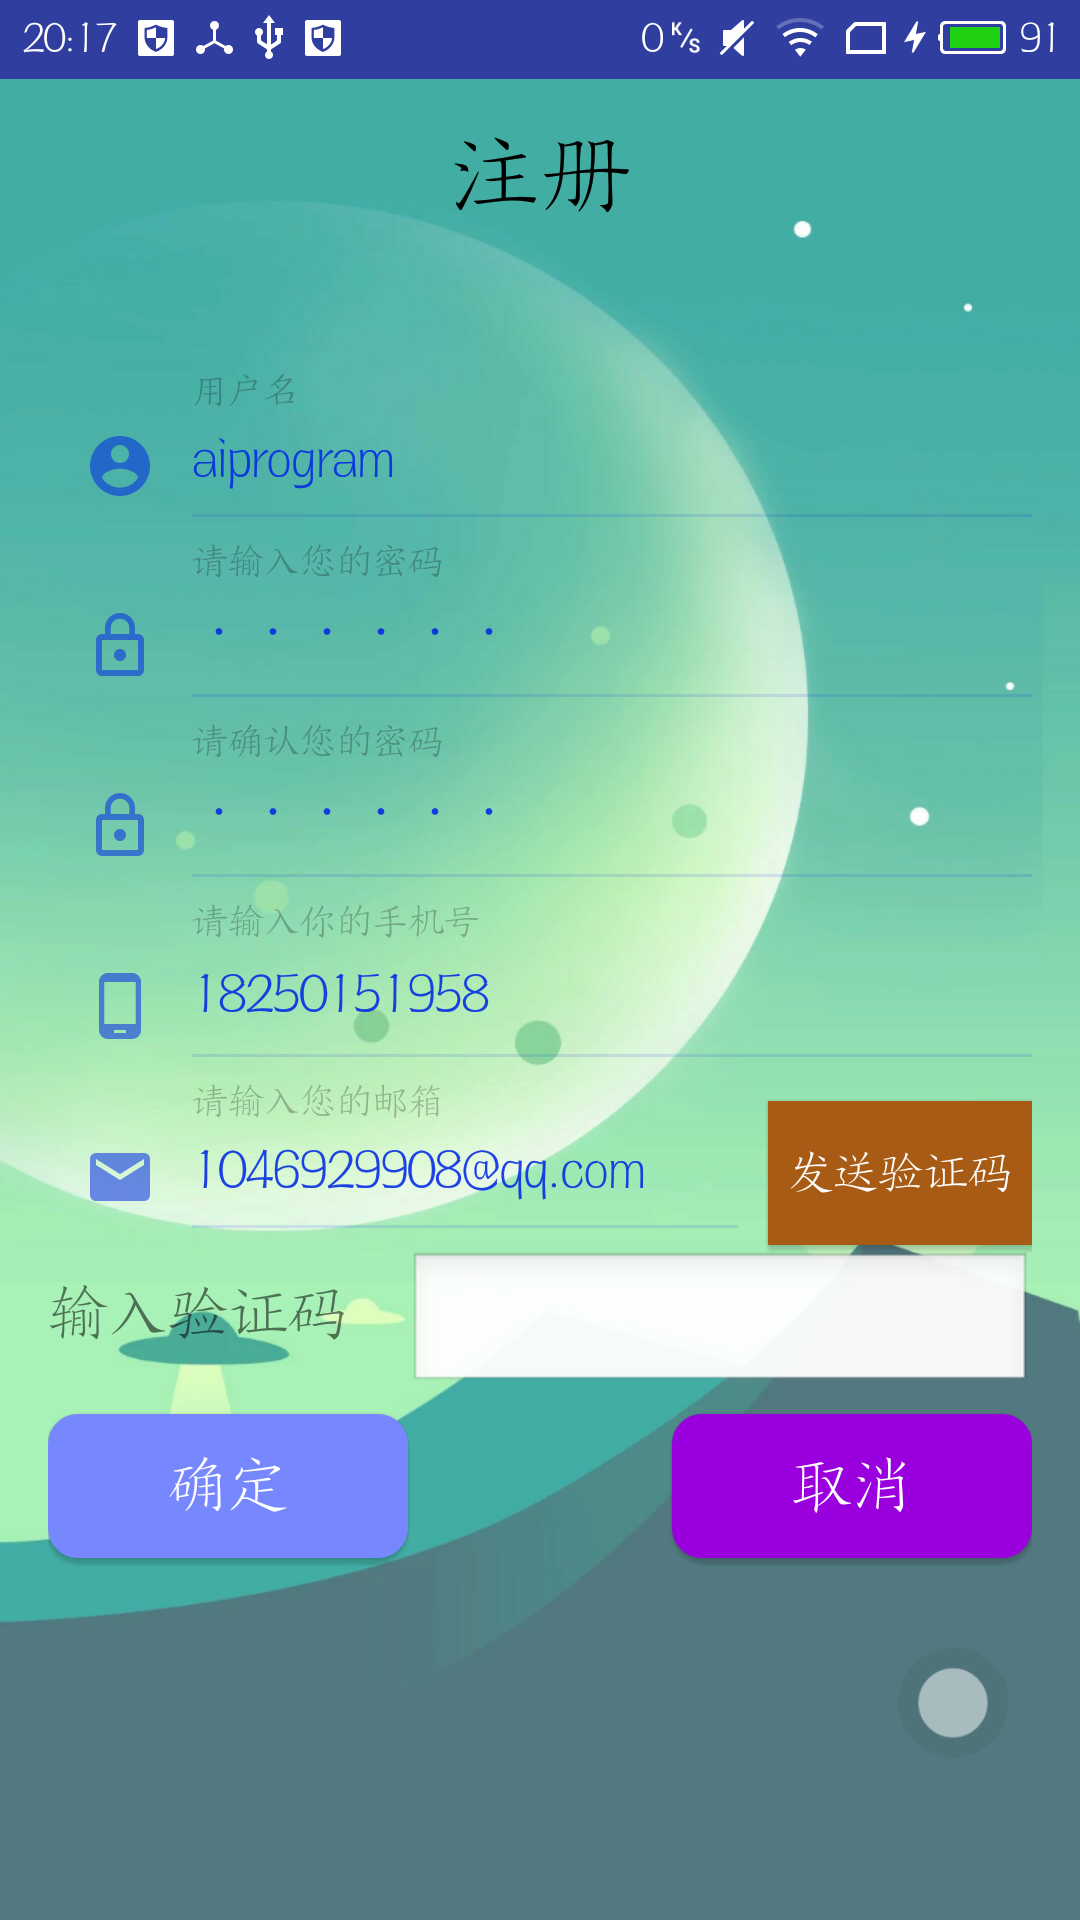 20:17 0 K/s 91
注册
用户名
aiprogram
请输入您的密码
······
请确认您的密码
······
请输入你的手机号
18250151958
请输入您的邮箱
1046929908@qq.com
发送验证码
输入验证码
确定 取消